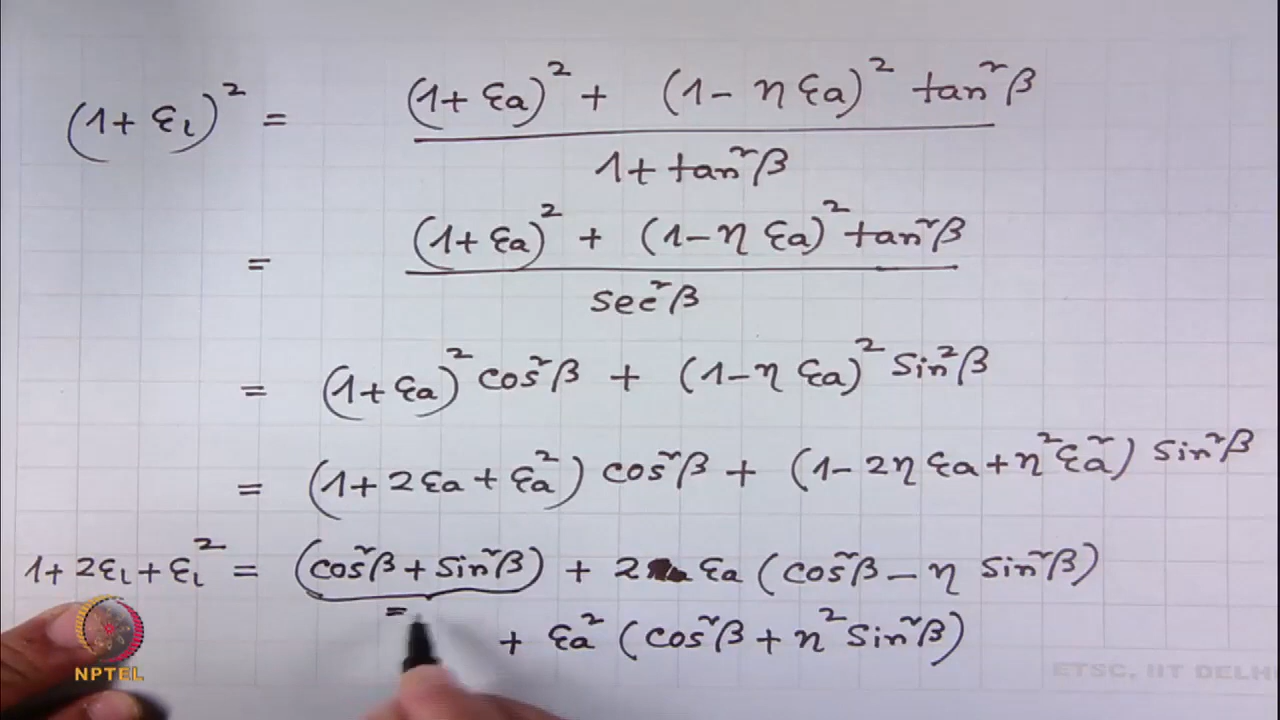 (1 + εl)² = (1 + εa)² + (1 - η εa)² tan²β
1 + tan²β
= (1 + εa)² + (1 - η εa)² tan²β
sec²β
= (1 + εa)² cos²β + (1 - η εa)² sin²β
= (1 + 2εa + εa²) cos²β + (1 - 2η εa + η² εa²) sin²β
1 + 2εl + εl² = (cos²β + sin²β) + 2 εa (cos²β - η sin²β)
=
+ εa² (cos²β + η² sin²β)
NPTEL
ETSC, IIT DELHI